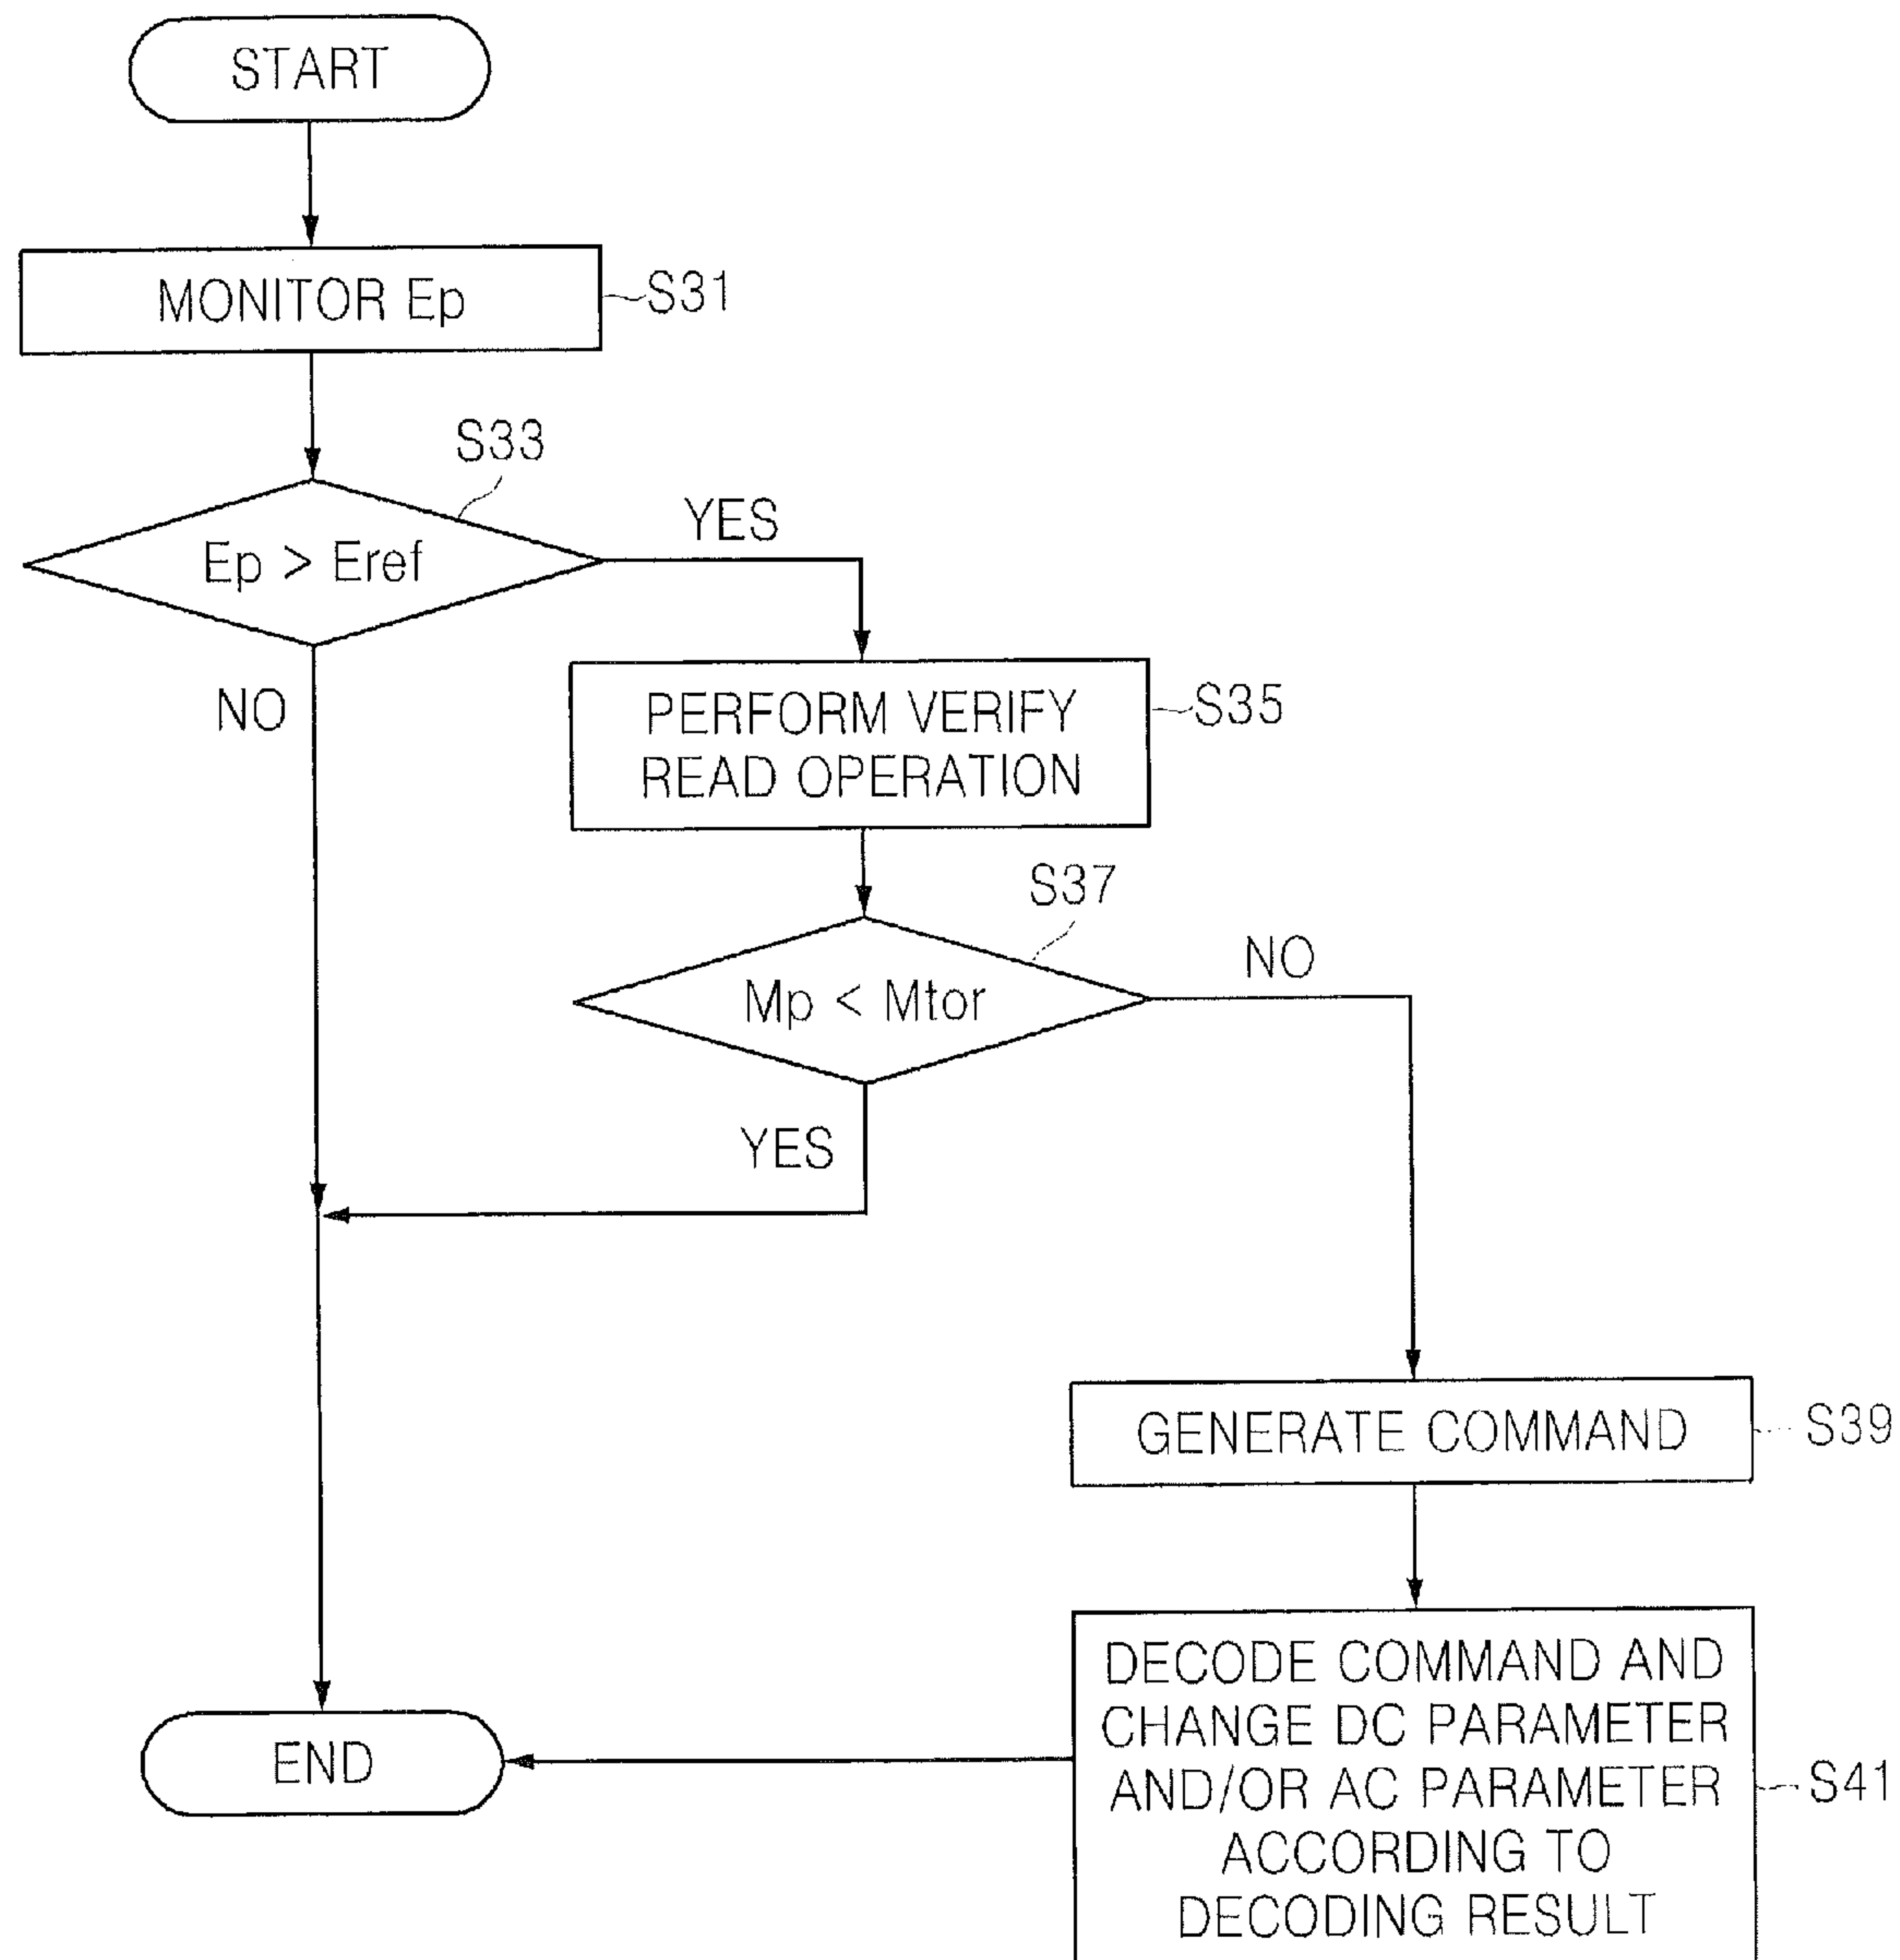 START
MONITOR Ep
S31
S33
Ep > Eref
YES
NO
PERFORM VERIFY
READ OPERATION
S35
S37
Mp < Mtor
NO
YES
GENERATE COMMAND
S39
DECODE COMMAND AND
CHANGE DC PARAMETER
AND/OR AC PARAMETER
ACCORDING TO
DECODING RESULT
S41
END